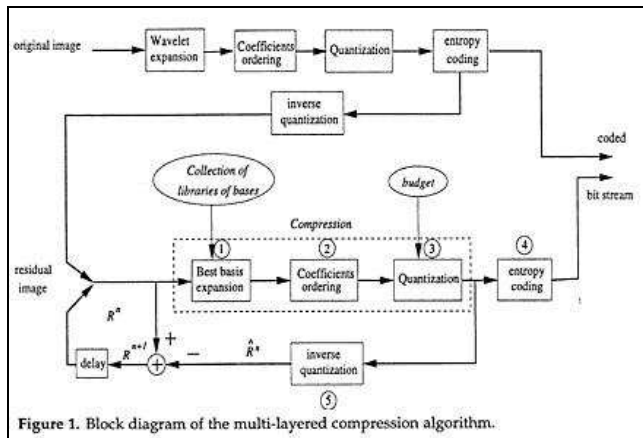 original image
Wavelet
expansion
Coefficients
ordering
Quantization
entropy
coding
inverse
quantization
coded
bit stream
Collection of
libraries of bases
budget
Compression
1
2
3
4
residual
image
Best basis
expansion
Coefficients
ordering
Quantization
entropy
coding
R^n
+
delay
R^{n+1}
+
−
R̂^n
inverse
quantization
5
Figure 1. Block diagram of the multi-layered compression algorithm.